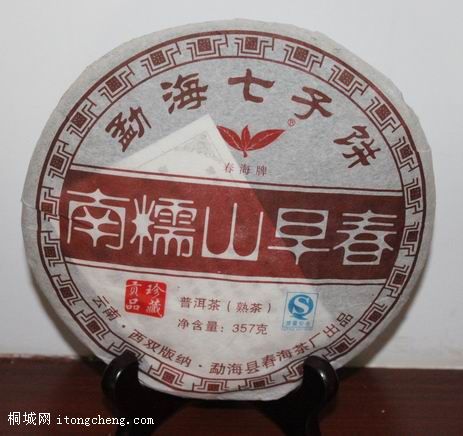 勐海七子饼
®
春海牌
南糯山早春
珍藏
贡品
普洱茶（熟茶）
净含量：357克
云南·西双版纳·勐海县春海茶厂出品
桐城网 itongcheng.com